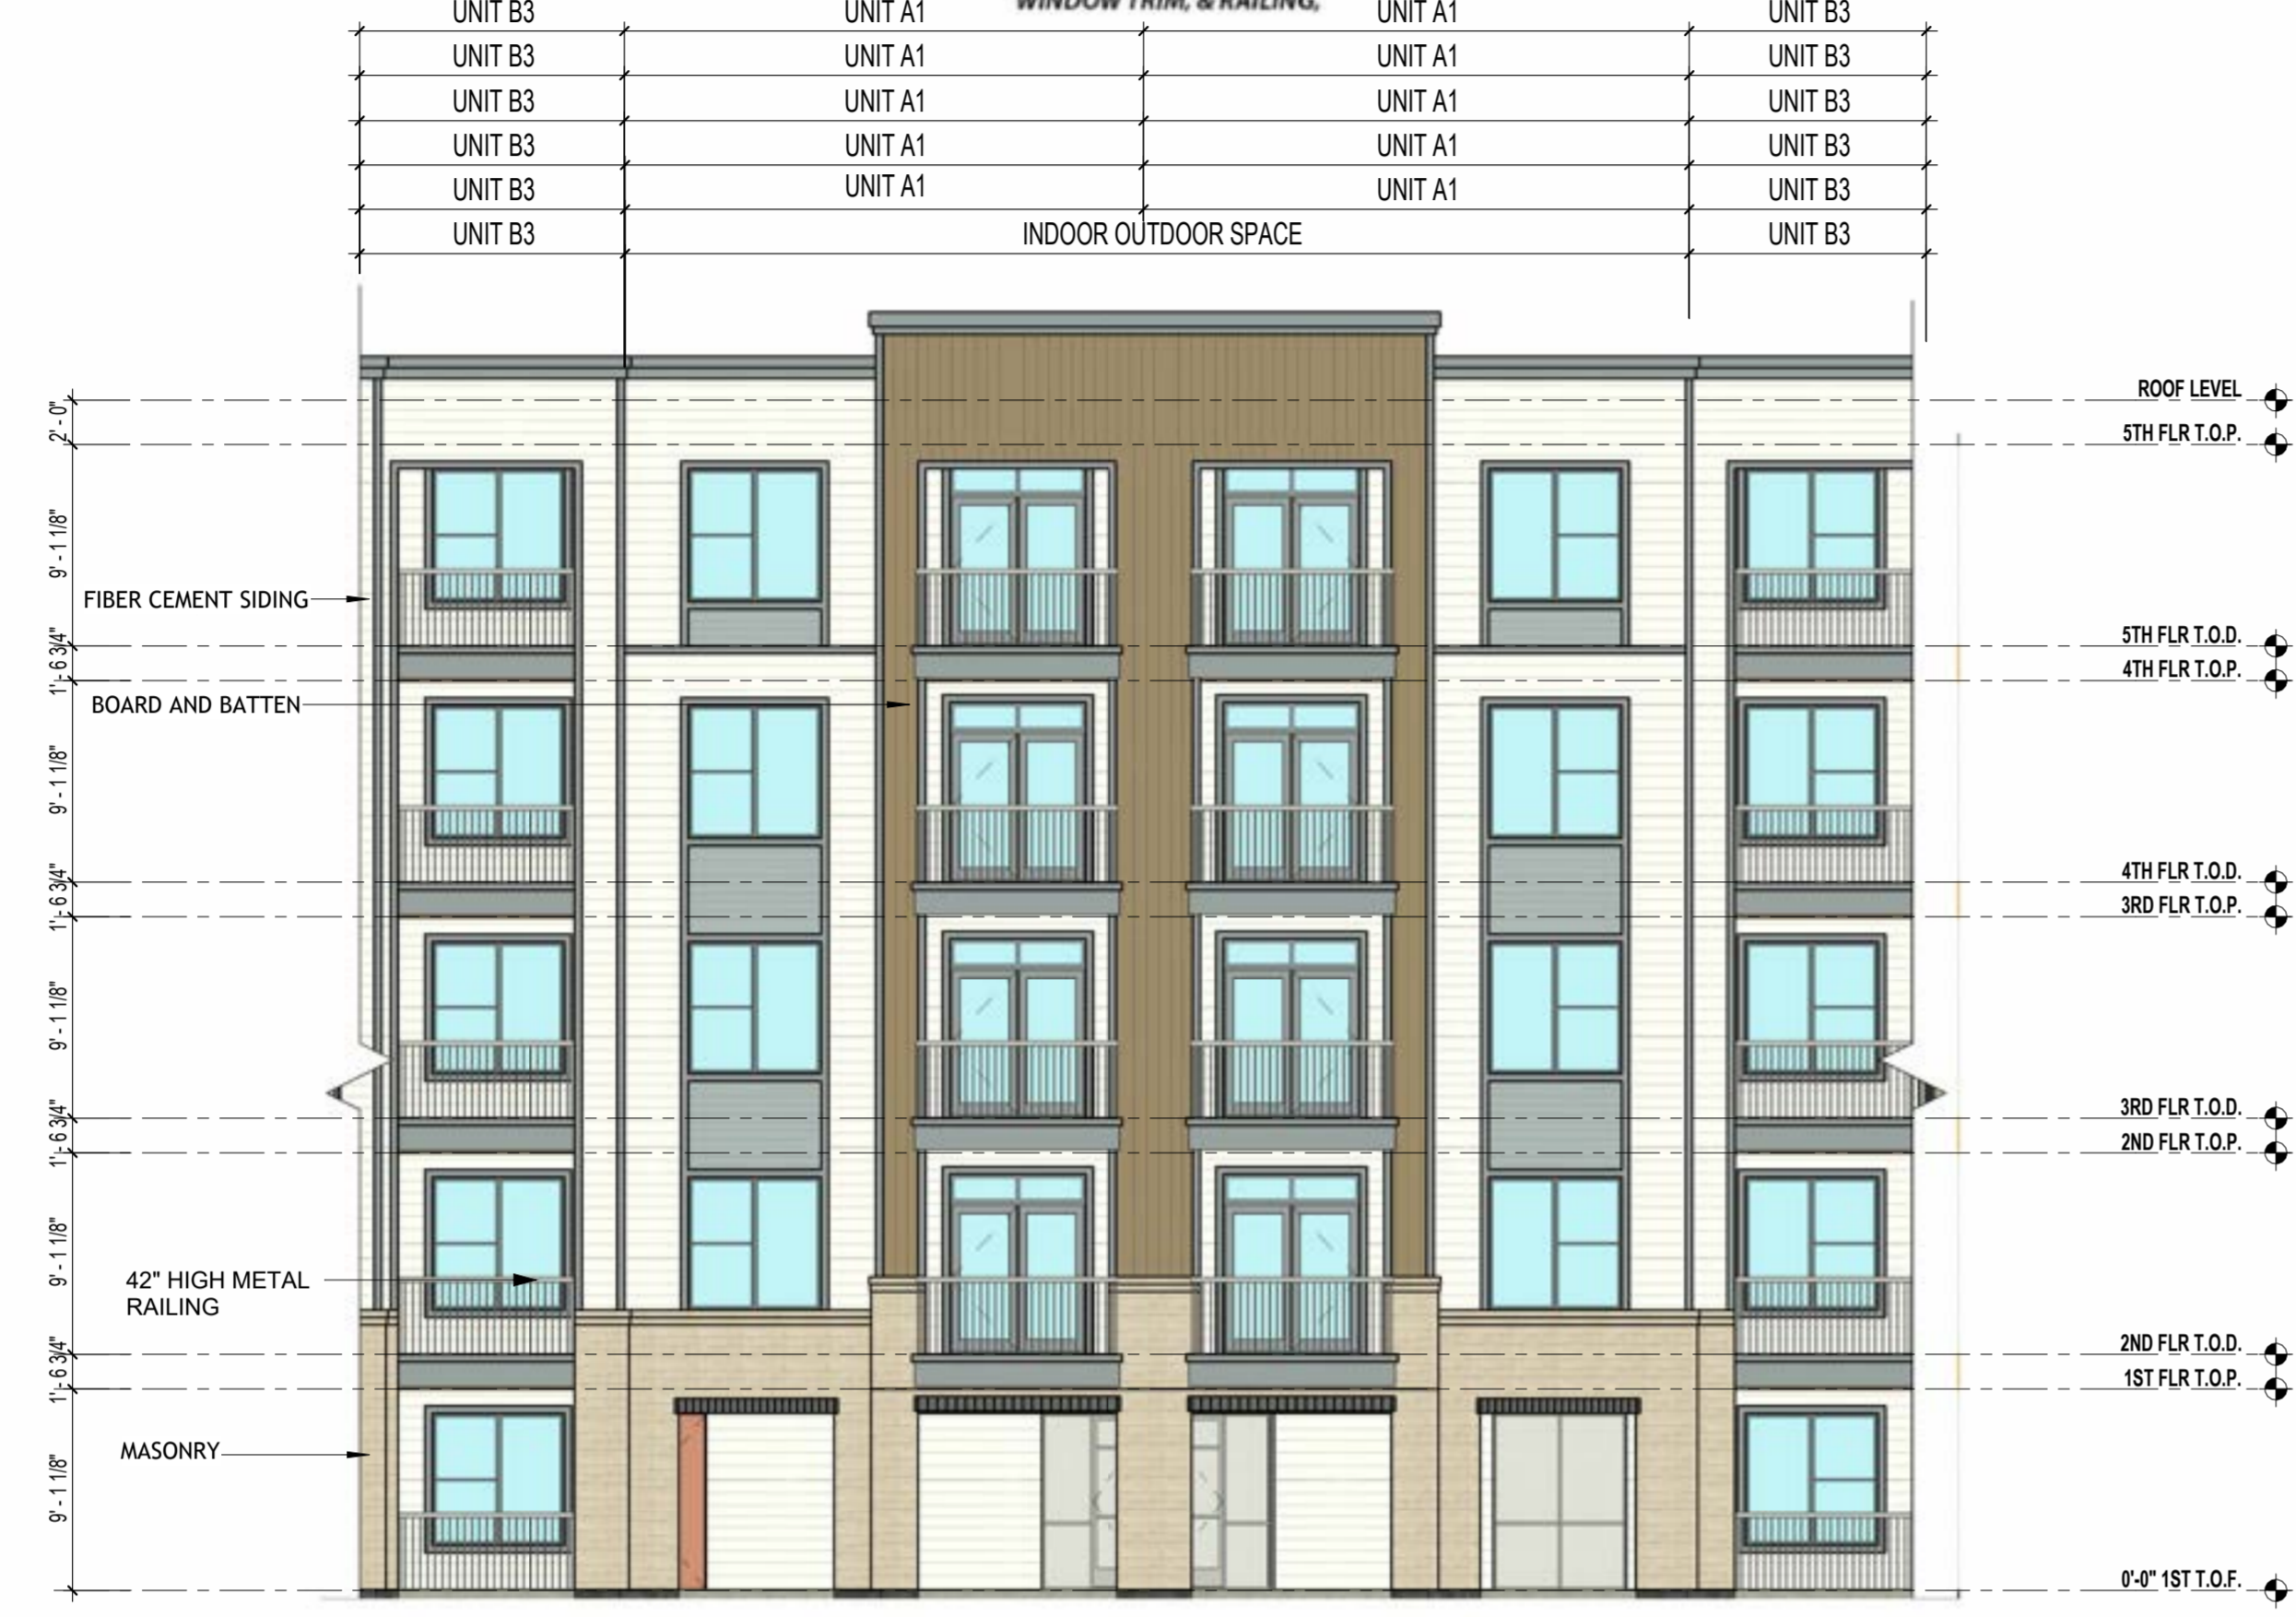 WINDOW TRIM, & RAILING,
UNIT B3 UNIT A1 UNIT A1 UNIT B3
UNIT B3 UNIT A1 UNIT A1 UNIT B3
UNIT B3 UNIT A1 UNIT A1 UNIT B3
UNIT B3 UNIT A1 UNIT A1 UNIT B3
UNIT B3 UNIT A1 UNIT A1 UNIT B3
UNIT B3 INDOOR OUTDOOR SPACE UNIT B3
ROOF LEVEL
2' - 0"
5TH FLR T.O.P.
9' - 1 1/8"
FIBER CEMENT SIDING
5TH FLR T.O.D.
1' - 6 3/4"
4TH FLR T.O.P.
BOARD AND BATTEN
9' - 1 1/8"
4TH FLR T.O.D.
1' - 6 3/4"
3RD FLR T.O.P.
9' - 1 1/8"
3RD FLR T.O.D.
1' - 6 3/4"
2ND FLR T.O.P.
9' - 1 1/8"
42" HIGH METAL
RAILING
2ND FLR T.O.D.
1' - 6 3/4"
1ST FLR T.O.P.
MASONRY
9' - 1 1/8"
0'-0" 1ST T.O.F.